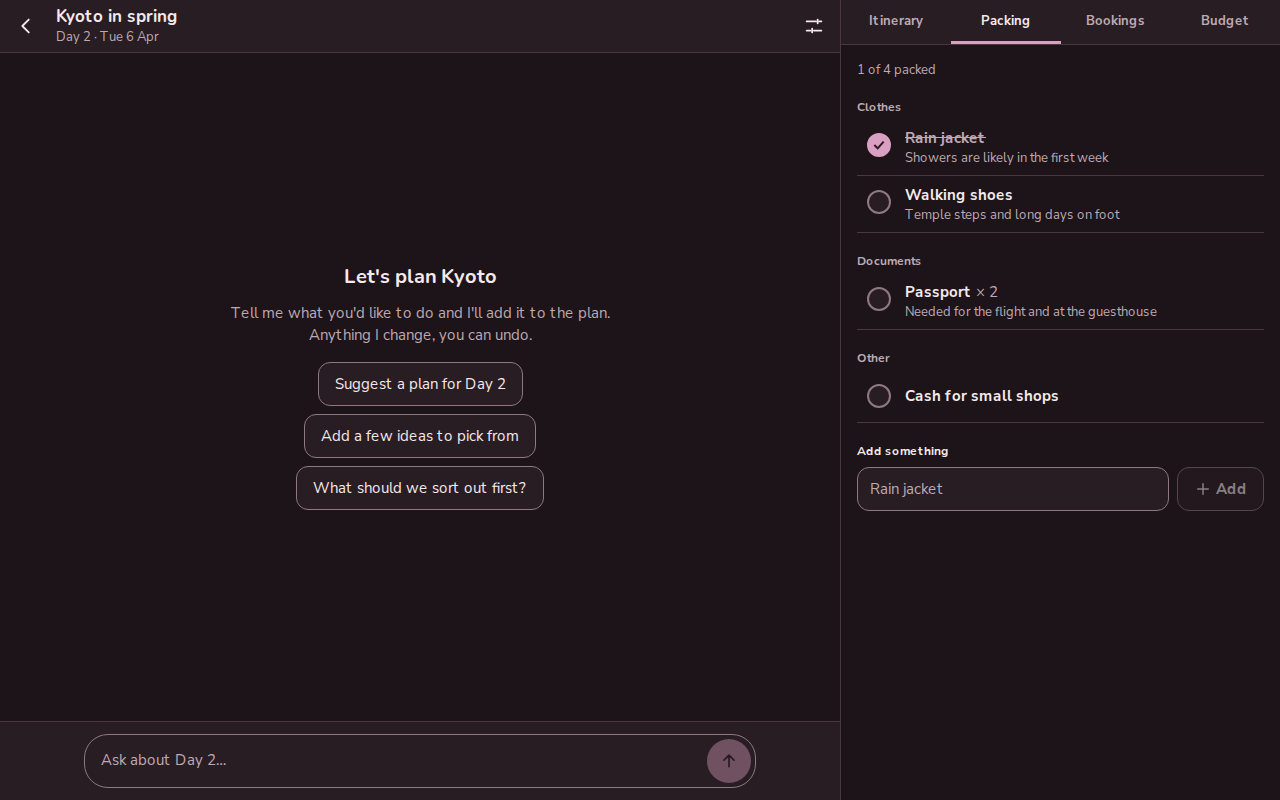 Kyoto in spring
Day 2 · Tue 6 Apr
Let's plan Kyoto
Tell me what you'd like to do and I'll add it to the plan.
Anything I change, you can undo.
Suggest a plan for Day 2
Add a few ideas to pick from
What should we sort out first?
Ask about Day 2...
Itinerary
Packing
Bookings
Budget
1 of 4 packed
Clothes
Rain jacket
Showers are likely in the first week
Walking shoes
Temple steps and long days on foot
Documents
Passport × 2
Needed for the flight and at the guesthouse
Other
Cash for small shops
Add something
Rain jacket
Add